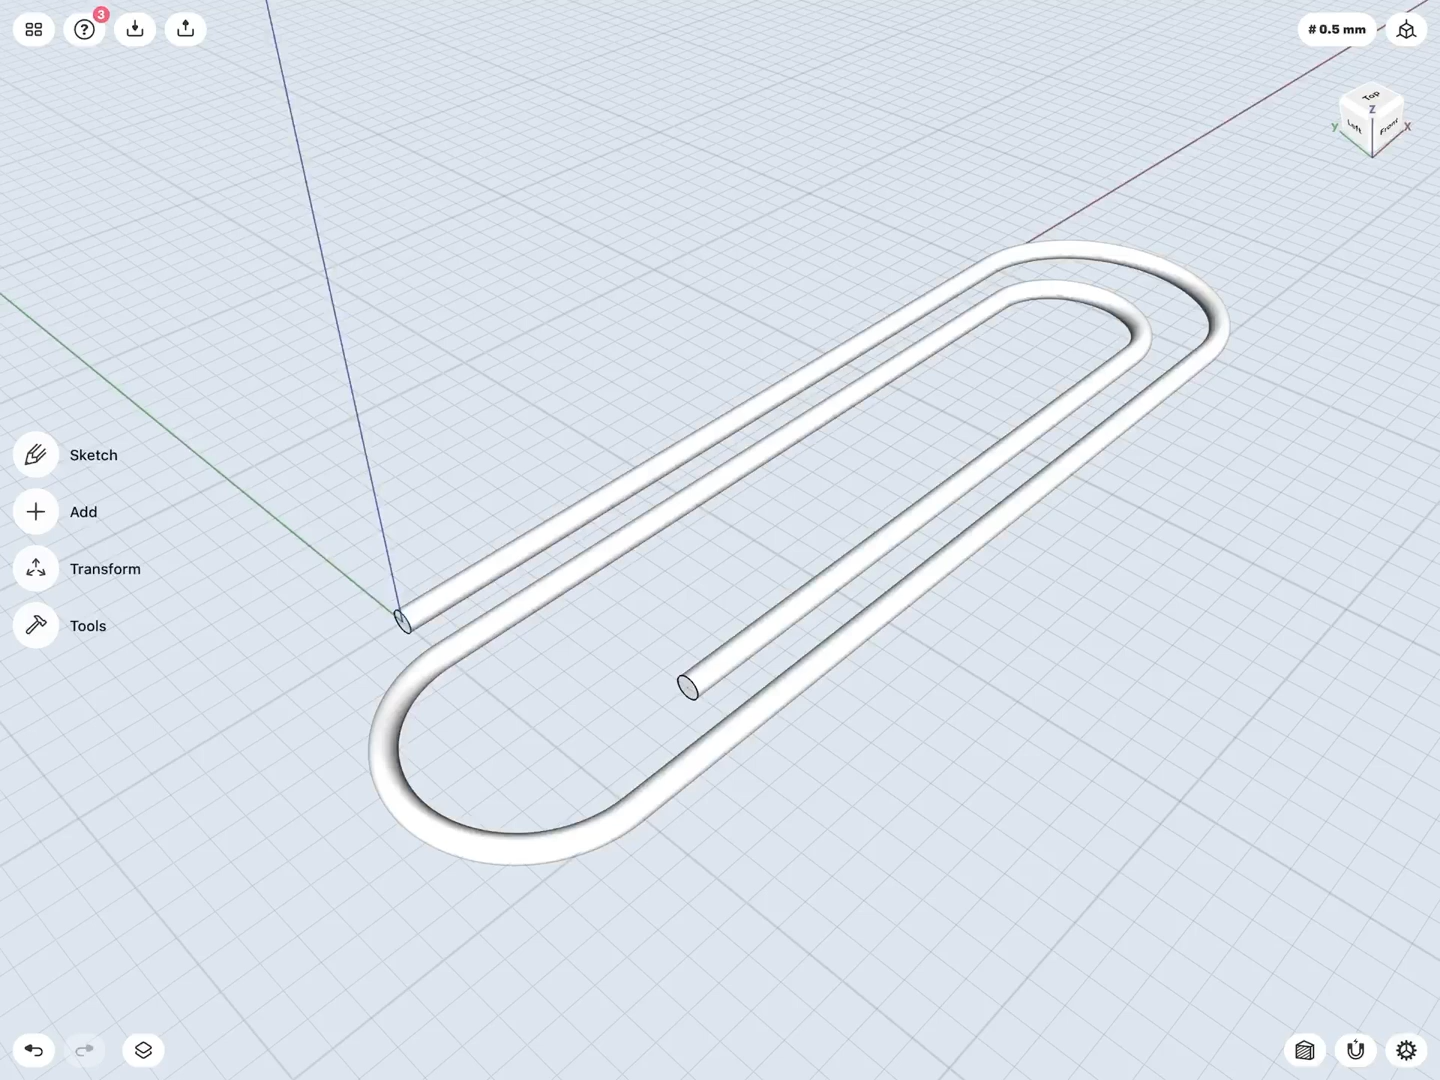 3
# 0.5 mm
Top
Z
Left
Front
Y
X
Sketch
Add
Transform
Tools